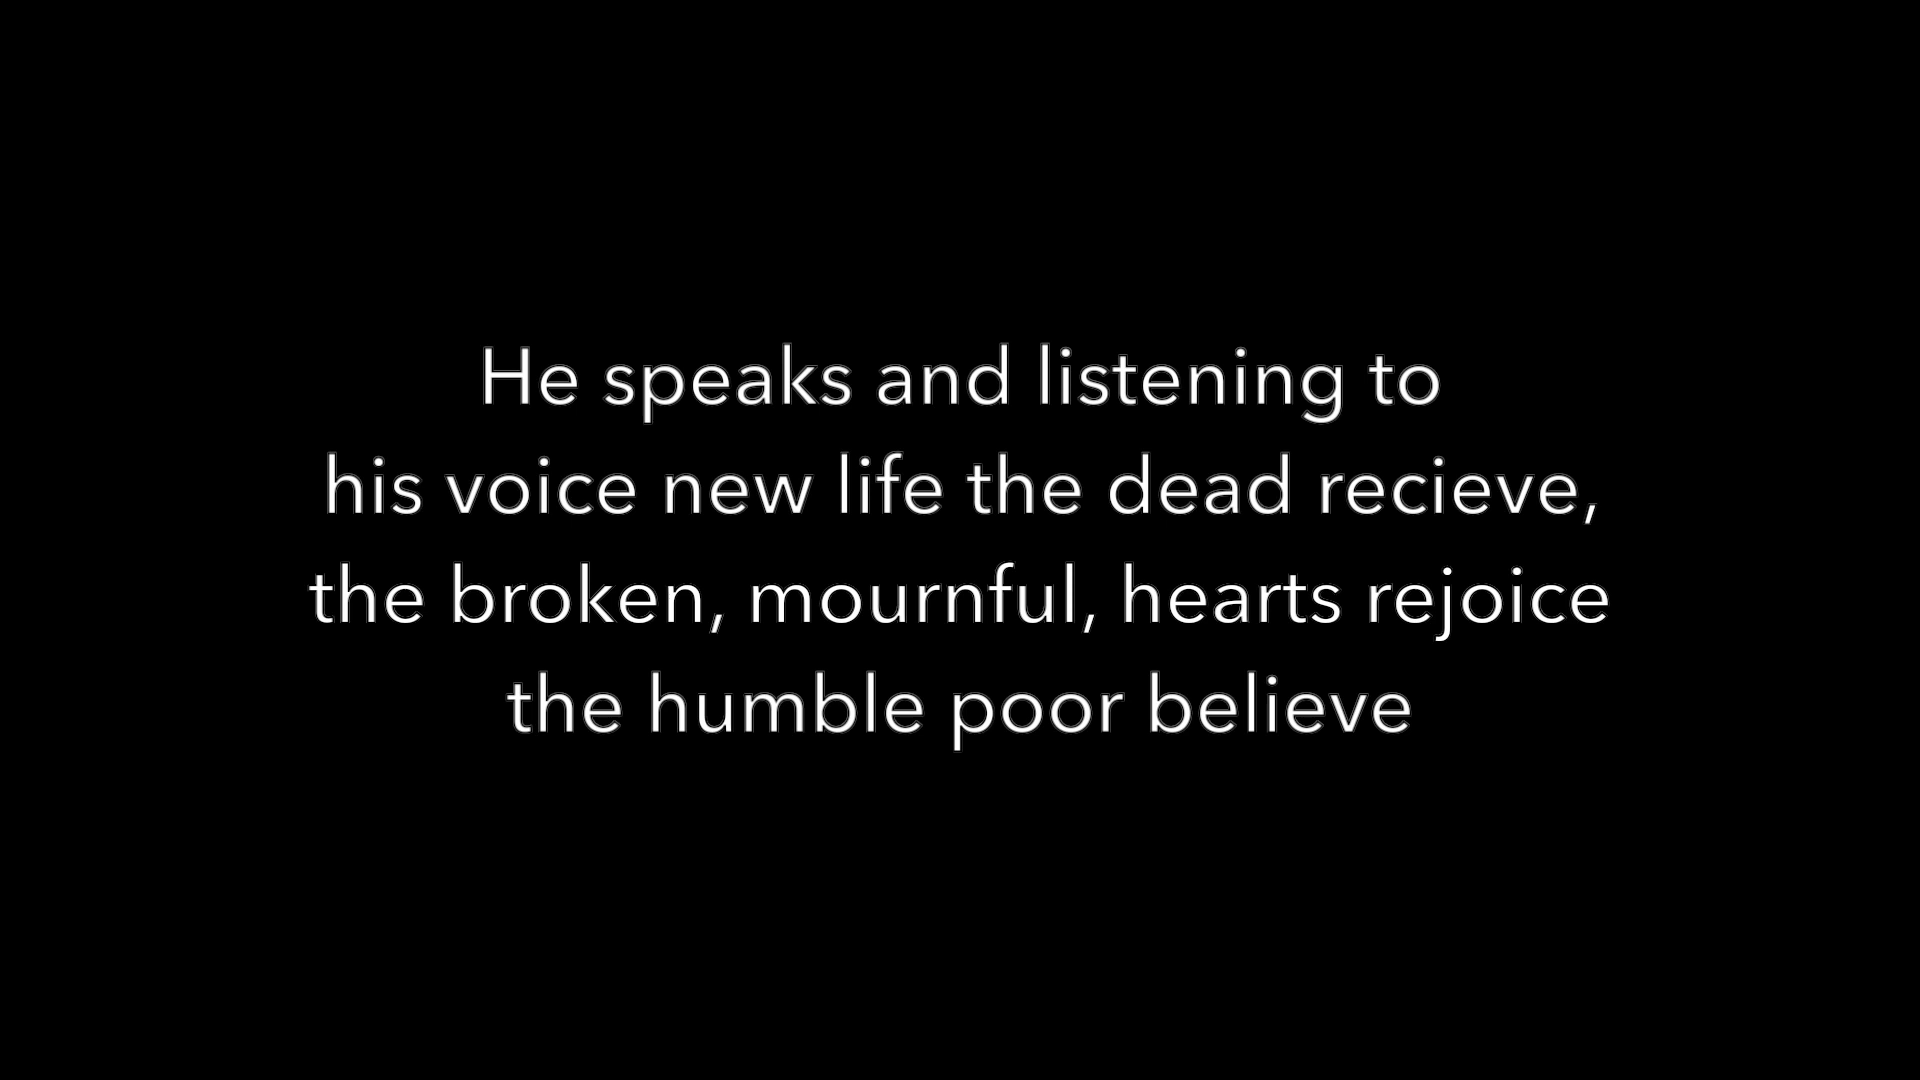 He speaks and listening to
his voice new life the dead recieve,
the broken, mournful, hearts rejoice
the humble poor believe